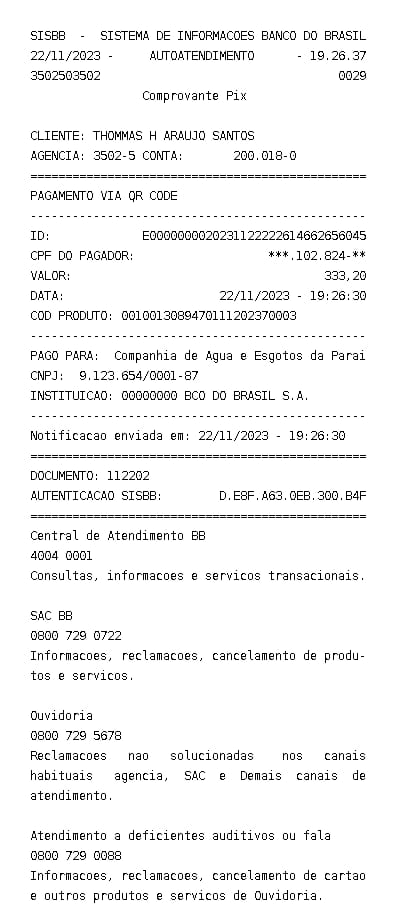 SISBB - SISTEMA DE INFORMACOES BANCO DO BRASIL
22/11/2023 - AUTOATENDIMENTO - 19.26.37
3502503502 0029
Comprovante Pix
CLIENTE: THOMMAS H ARAUJO SANTOS
AGENCIA: 3502-5 CONTA: 200.018-0
================================================
PAGAMENTO VIA QR CODE
------------------------------------------------
ID: E0000000020231122222614662656045
CPF DO PAGADOR: ***.102.824-**
VALOR: 333,20
DATA: 22/11/2023 - 19:26:30
COD PRODUTO: 0010013089470111202370003
------------------------------------------------
PAGO PARA: Companhia de Agua e Esgotos da Parai
CNPJ: 9.123.654/0001-87
INSTITUICAO: 00000000 BCO DO BRASIL S.A.
------------------------------------------------
Notificacao enviada em: 22/11/2023 - 19:26:30
================================================
DOCUMENTO: 112202
AUTENTICACAO SISBB: D.E8F.A63.0EB.300.B4F
================================================
Central de Atendimento BB
4004 0001
Consultas, informacoes e servicos transacionais.
SAC BB
0800 729 0722
Informacoes, reclamacoes, cancelamento de produ-
tos e servicos.
Ouvidoria
0800 729 5678
Reclamacoes nao solucionadas nos canais
habituais agencia, SAC e Demais canais de
atendimento.
Atendimento a deficientes auditivos ou fala
0800 729 0088
Informacoes, reclamacoes, cancelamento de cartao
e outros produtos e servicos de Ouvidoria.